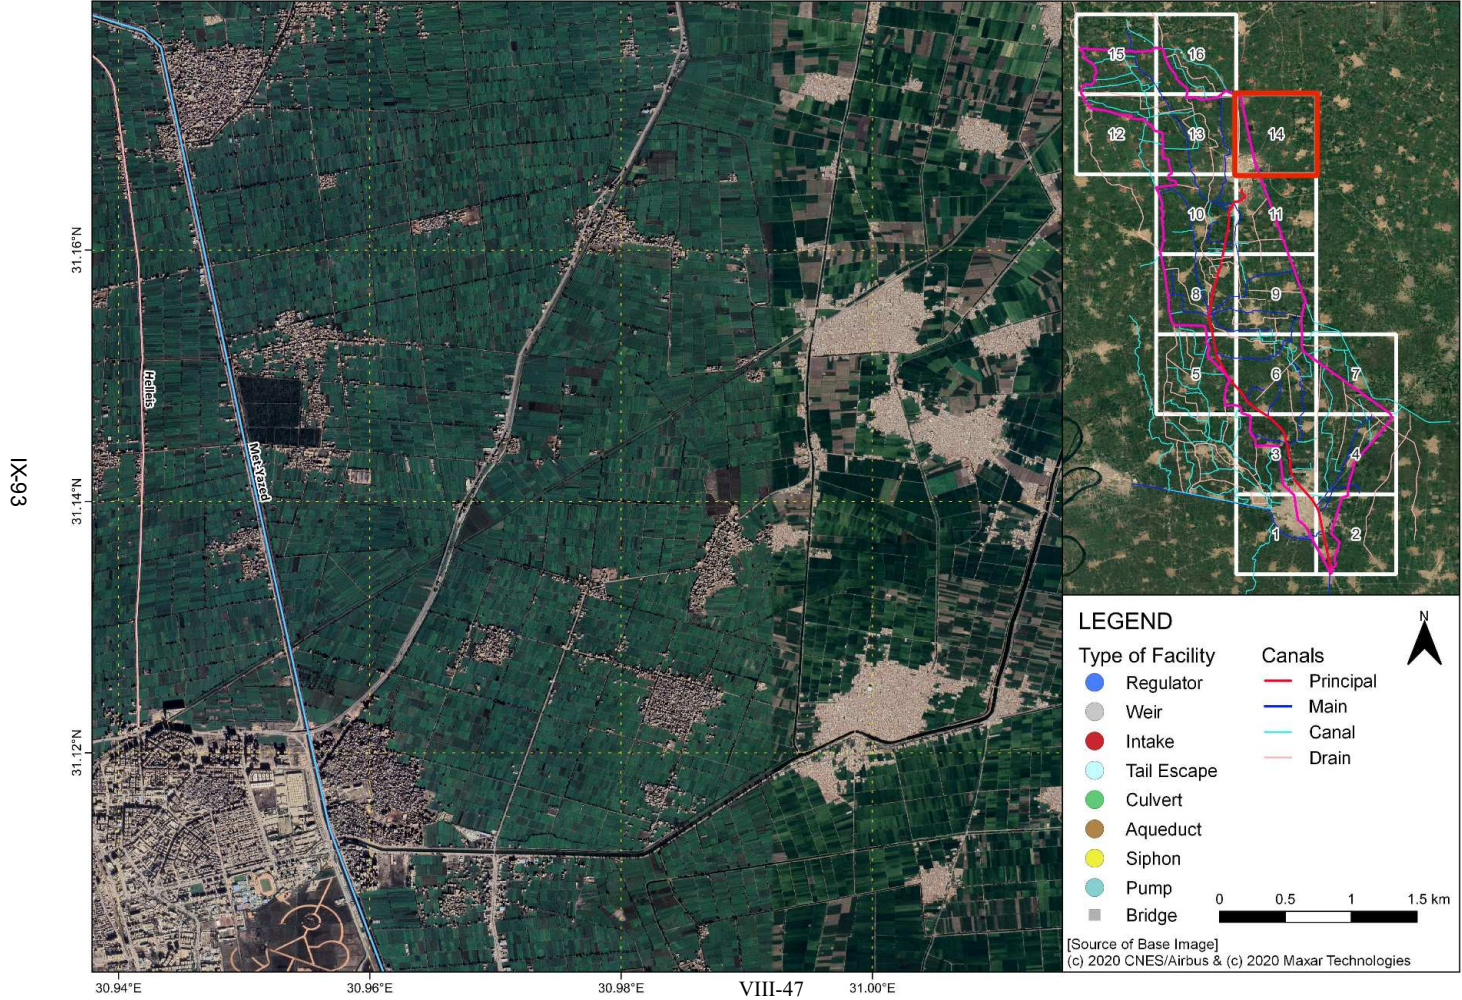 IX-93
31.16°N
31.14°N
31.12°N
30.94°E
30.96°E
30.98°E
31.00°E
VIII-47
Helleis
Met-Yazed
15
16
12
13
14
10
11
8
9
5
6
7
3
4
1
2
LEGEND
N
Type of Facility
Canals
Regulator
Principal
Weir
Main
Intake
Canal
Tail Escape
Drain
Culvert
Aqueduct
Siphon
Pump
Bridge
0 0.5 1 1.5 km
[Source of Base Image]
(c) 2020 CNES/Airbus & (c) 2020 Maxar Technologies